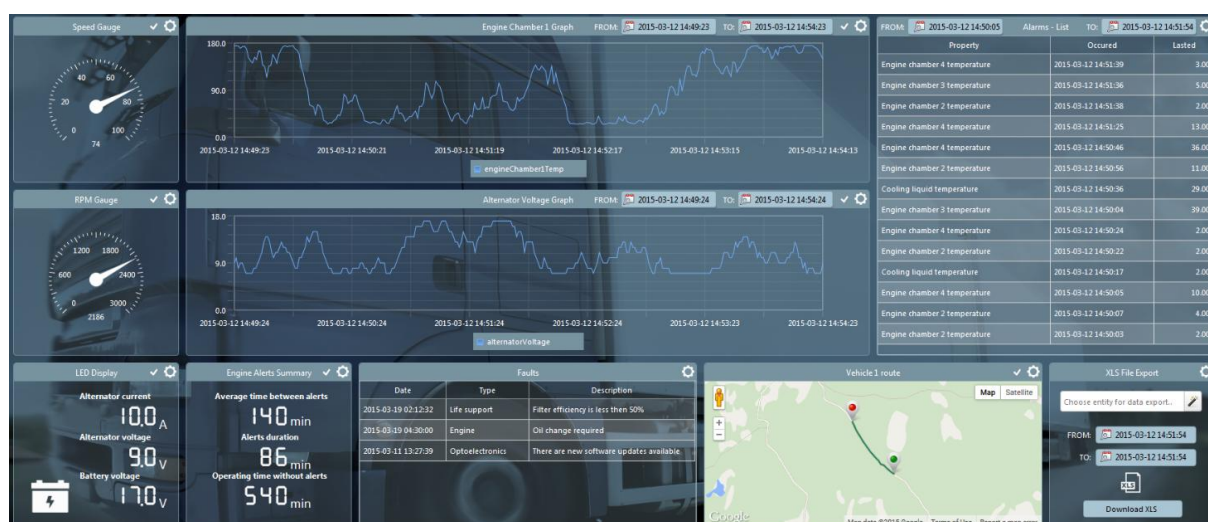 Speed Gauge
40 60
20 80
0 100
74
Engine Chamber 1 Graph FROM: 2015-03-12 14:49:23 TO: 2015-03-12 14:54:23
180.0
90.0
0.0
2015-03-12 14:49:23 2015-03-12 14:50:21 2015-03-12 14:51:19 2015-03-12 14:52:17 2015-03-12 14:53:15 2015-03-12 14:54:13
engineChamber1Temp
FROM: 2015-03-12 14:50:05 Alarms - List TO: 2015-03-12 14:51:54
Property Occured Lasted
Engine chamber 4 temperature 2015-03-12 14:51:39 3.00
Engine chamber 3 temperature 2015-03-12 14:51:36 5.00
Engine chamber 2 temperature 2015-03-12 14:51:38 2.00
Engine chamber 4 temperature 2015-03-12 14:51:25 13.00
Engine chamber 4 temperature 2015-03-12 14:50:46 36.00
Engine chamber 2 temperature 2015-03-12 14:50:56 11.00
Cooling liquid temperature 2015-03-12 14:50:36 29.00
Engine chamber 3 temperature 2015-03-12 14:50:04 39.00
Engine chamber 4 temperature 2015-03-12 14:50:24 2.00
Engine chamber 2 temperature 2015-03-12 14:50:22 2.00
Cooling liquid temperature 2015-03-12 14:50:17 2.00
Engine chamber 4 temperature 2015-03-12 14:50:05 10.00
Engine chamber 2 temperature 2015-03-12 14:50:07 4.00
Engine chamber 2 temperature 2015-03-12 14:50:03 2.00
RPM Gauge
1200 1800
600 2400
0 3000
2186
Alternator Voltage Graph FROM: 2015-03-12 14:49:24 TO: 2015-03-12 14:54:24
18.0
9.0
0.0
2015-03-12 14:49:24 2015-03-12 14:50:24 2015-03-12 14:51:24 2015-03-12 14:52:24 2015-03-12 14:53:23 2015-03-12 14:54:23
alternatorVoltage
LED Display
Alternator current
10.0 A
Alternator voltage
9.0 V
Battery voltage
17.0 V
Engine Alerts Summary
Average time between alerts
140 min
Alerts duration
86 min
Operating time without alerts
540 min
Faults
Date Type Description
2015-03-19 02:12:32 Life support Filter efficiency is less then 50%
2015-03-19 04:30:00 Engine Oil change required
2015-03-11 13:27:39 Optoelectronics There are new software updates available
Vehicle 1 route
Map Satellite
+
−
Google Map data ©2015 Google Terms of Use Report a map error
XLS File Export
Choose entity for data export..
FROM: 2015-03-12 14:51:54
TO: 2015-03-12 14:51:54
XLS
Download XLS